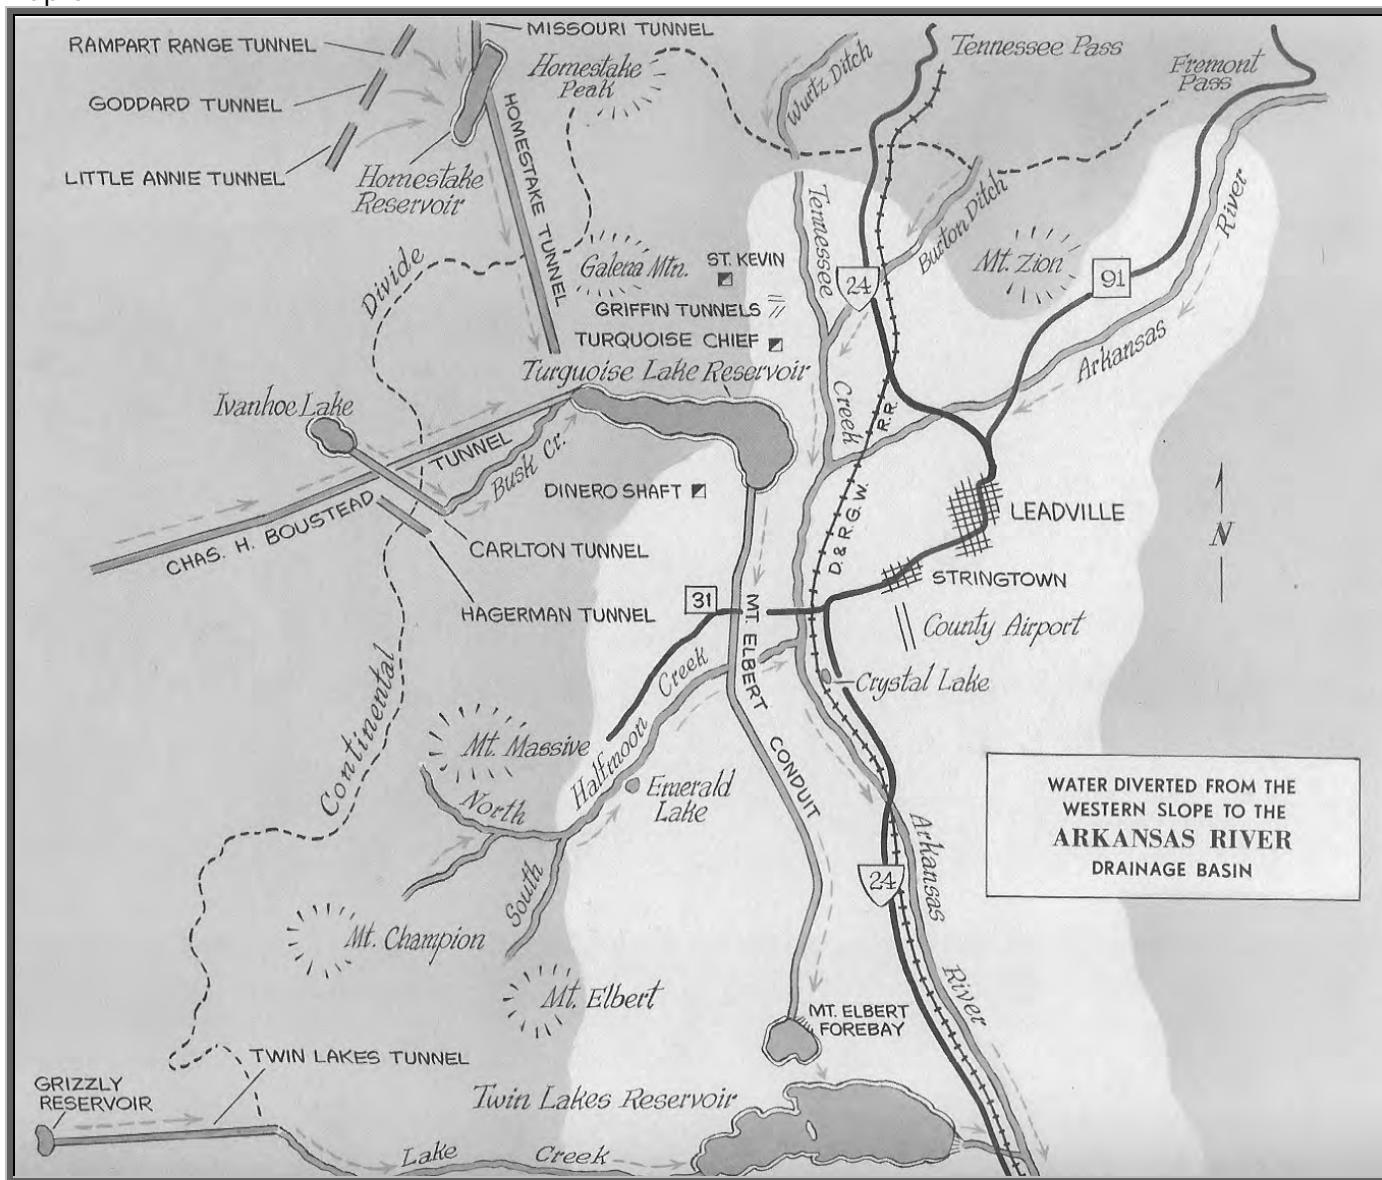 RAMPART RANGE TUNNEL
MISSOURI TUNNEL
Homestake
Peak
Wurtz Ditch
Tennessee Pass
Fremont
Pass
GODDARD TUNNEL
HOMESTAKE TUNNEL
LITTLE ANNIE TUNNEL
Homestake
Reservoir
Tennessee
Creek
Burton Ditch
Mt. Zion
River
Divide
Galena Mtn.
ST. KEVIN
24
91
GRIFFIN TUNNELS
TURQUOISE CHIEF
Arkansas
Turquoise Lake Reservoir
Ivanhoe Lake
R.R.
TUNNEL
Busk Cr.
DINERO SHAFT
D. & R.G.W.
LEADVILLE
CHAS. H. BOUSTEAD
CARLTON TUNNEL
N
STRINGTOWN
31
HAGERMAN TUNNEL
MT. ELBERT
County Airport
Creek
Crystal Lake
Continental
Mt. Massive
Halfmoon
CONDUIT
North
Emerald
Lake
WATER DIVERTED FROM THE
WESTERN SLOPE TO THE
ARKANSAS RIVER
DRAINAGE BASIN
Arkansas
24
South
Mt. Champion
Mt. Elbert
River
MT. ELBERT
FOREBAY
TWIN LAKES TUNNEL
GRIZZLY
RESERVOIR
Twin Lakes Reservoir
Lake Creek